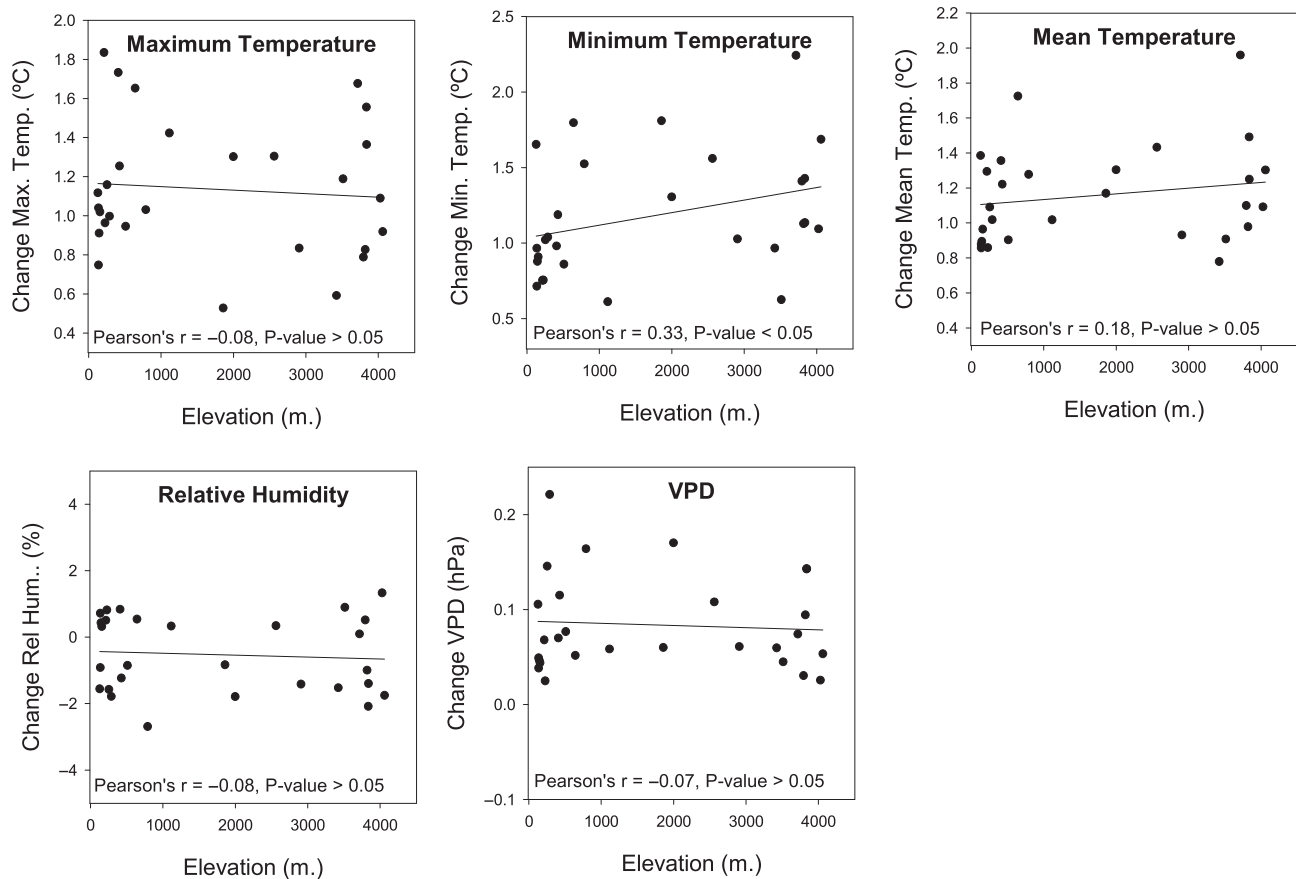 Maximum Temperature
Change Max. Temp. (ºC)
2.0
1.8
1.6
1.4
1.2
1.0
0.8
0.6
0.4
Pearson's r = –0.08, P-value > 0.05
0 1000 2000 3000 4000
Elevation (m.)
Minimum Temperature
Change Min. Temp. (ºC)
2.5
2.0
1.5
1.0
0.5
Pearson's r = 0.33, P-value < 0.05
0 1000 2000 3000 4000
Elevation (m.)
Mean Temperature
Change Mean Temp. (ºC)
2.2
2.0
1.8
1.6
1.4
1.2
1.0
0.8
0.6
0.4
Pearson's r = 0.18, P-value > 0.05
0 1000 2000 3000 4000
Elevation (m.)
Relative Humidity
Change Rel Hum.. (%)
4
2
0
–2
–4
Pearson's r = –0.08, P-value > 0.05
0 1000 2000 3000 4000
Elevation (m.)
VPD
Change VPD (hPa)
0.2
0.1
0.0
–0.1
Pearson's r = –0.07, P-value > 0.05
0 1000 2000 3000 4000
Elevation (m.)